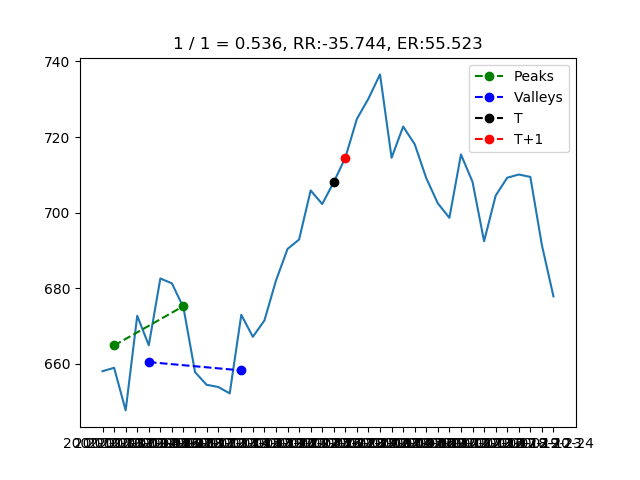 1 / 1 = 0.536, RR:-35.744, ER:55.523
740
720
700
680
660
Peaks
Valleys
T
T+1